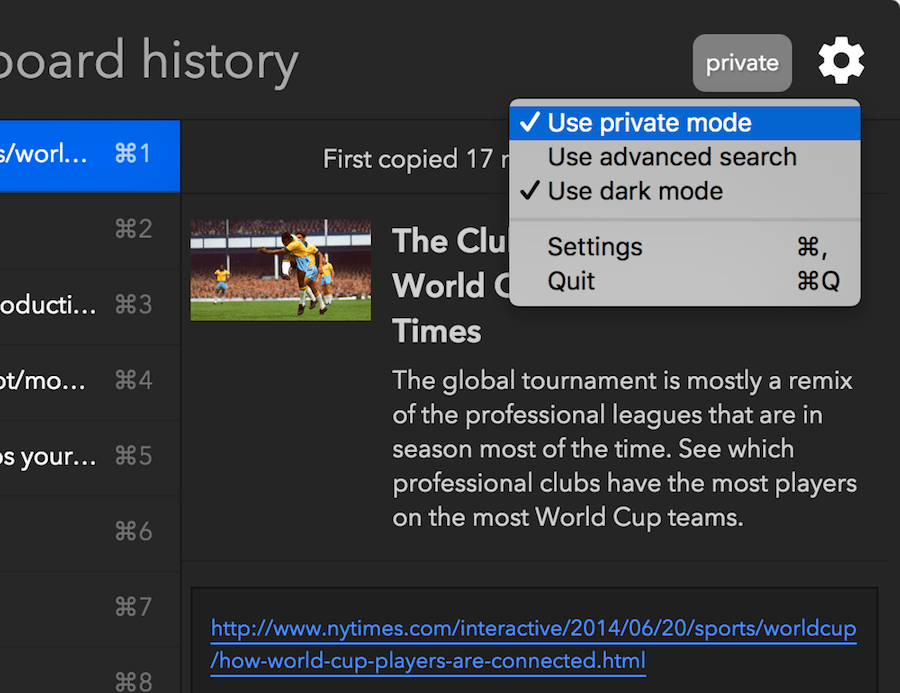 board history
private
✓ Use private mode
Use advanced search
✓ Use dark mode
Settings ⌘,
Quit ⌘Q
s/worl... ⌘1
⌘2
oducti... ⌘3
ot/mo... ⌘4
os your... ⌘5
⌘6
⌘7
⌘8
First copied 17
The Clu
World C
Times
The global tournament is mostly a remix
of the professional leagues that are in
season most of the time. See which
professional clubs have the most players
on the most World Cup teams.
http://www.nytimes.com/interactive/2014/06/20/sports/worldcup
/how-world-cup-players-are-connected.html